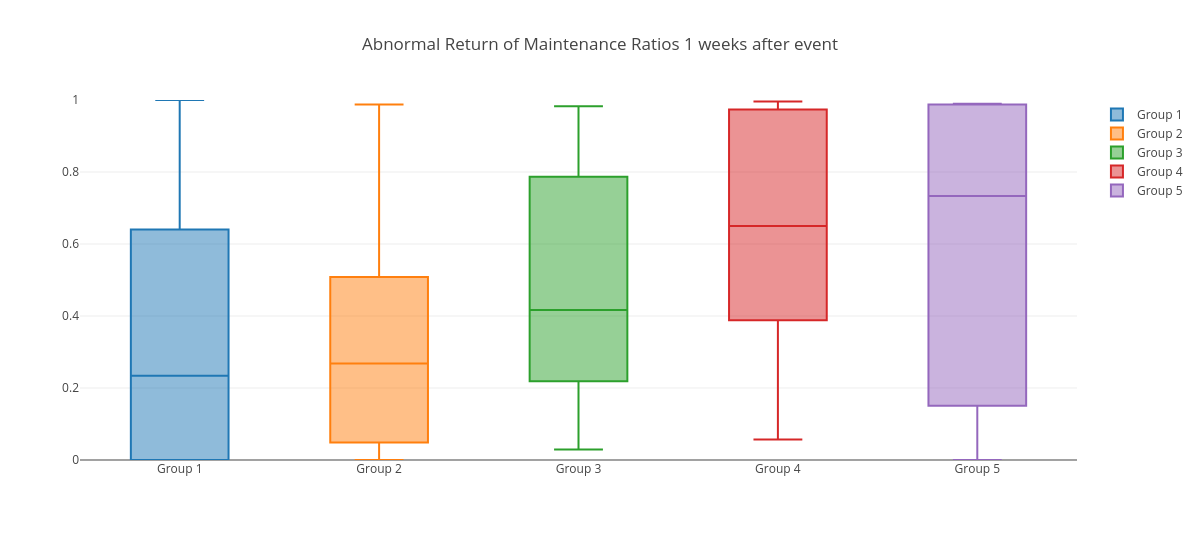 Abnormal Return of Maintenance Ratios 1 weeks after event
1
0.8
0.6
0.4
0.2
0
Group 1
Group 2
Group 3
Group 4
Group 5
Group 1
Group 2
Group 3
Group 4
Group 5